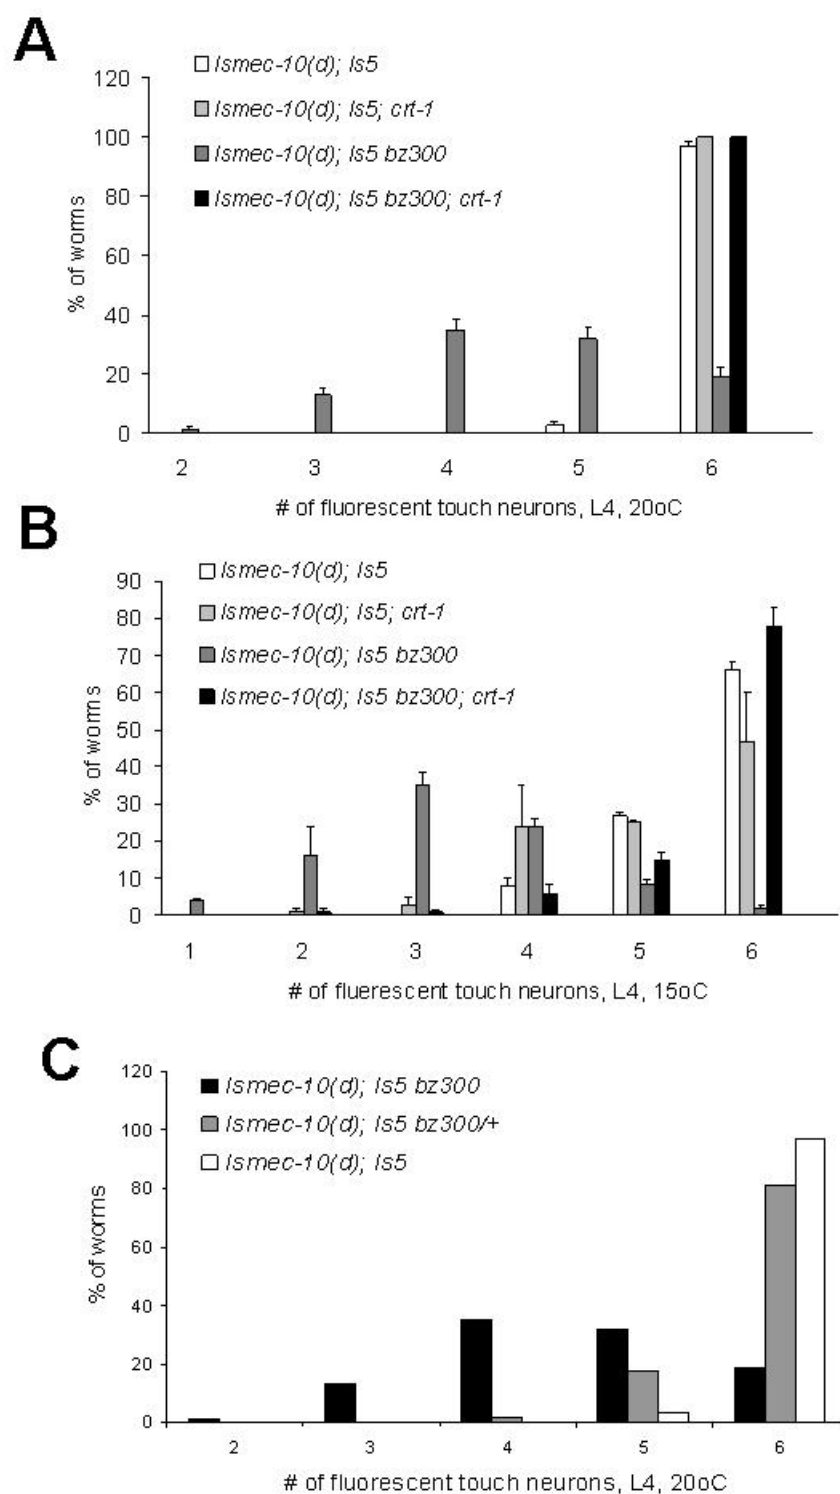 A
Ismec-10(d); Is5
Ismec-10(d); Is5; crt-1
Ismec-10(d); Is5 bz300
Ismec-10(d); Is5 bz300; crt-1
% of worms
120
100
80
60
40
20
0
2 3 4 5 6
# of fluorescent touch neurons, L4, 20oC
B
Ismec-10(d); Is5
Ismec-10(d); Is5; crt-1
Ismec-10(d); Is5 bz300
Ismec-10(d); Is5 bz300; crt-1
% of worms
90
80
70
60
50
40
30
20
10
0
1 2 3 4 5 6
# of fluerescent touch neurons, L4, 15oC
C
Ismec-10(d); Is5 bz300
Ismec-10(d); Is5 bz300/+
Ismec-10(d); Is5
% of worms
120
100
80
60
40
20
0
2 3 4 5 6
# of fluorescent touch neurons, L4, 20oC